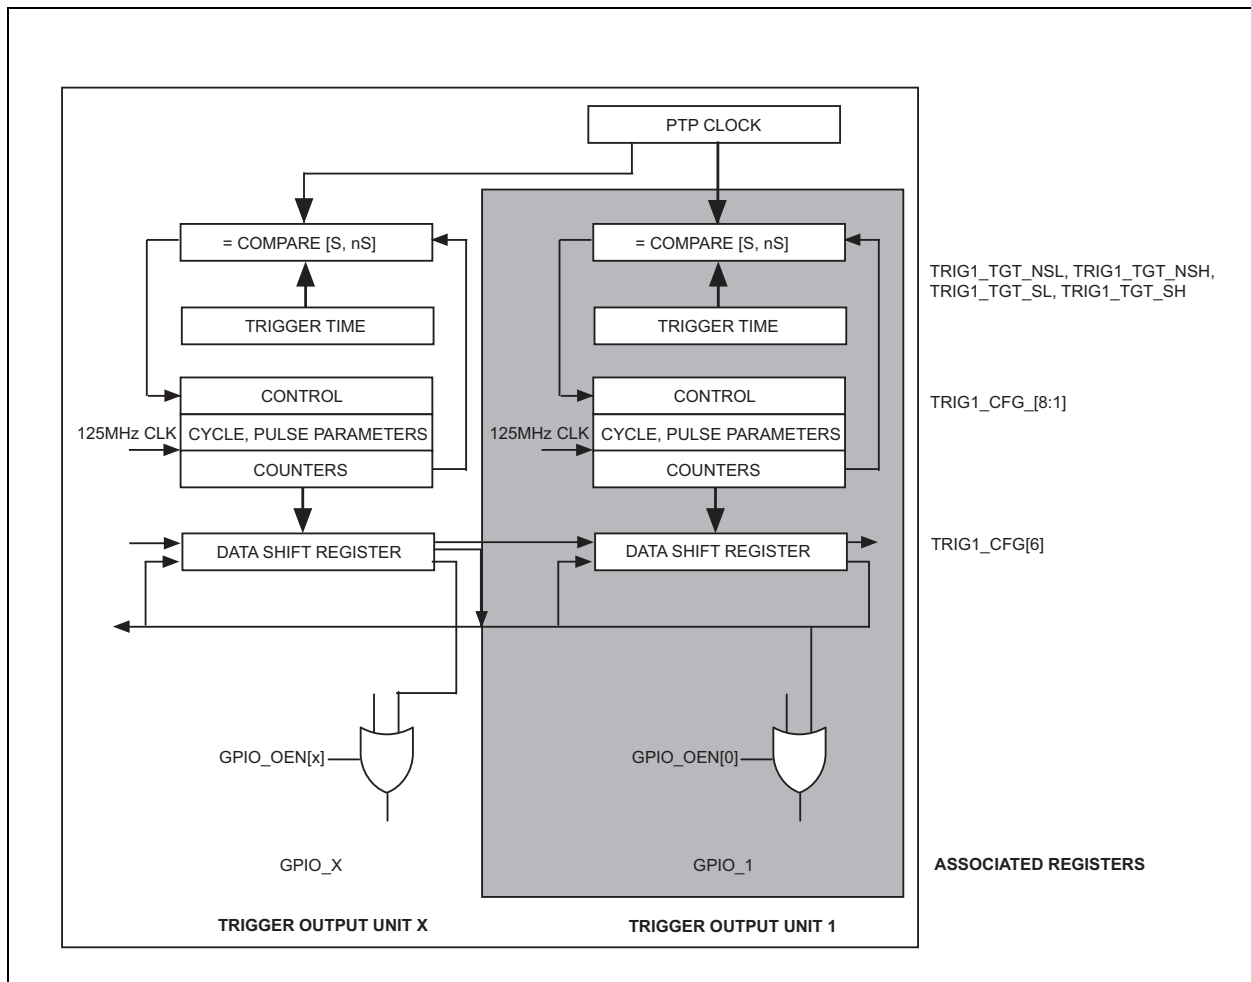 PTP CLOCK
= COMPARE [S, nS]
= COMPARE [S, nS]
TRIG1_TGT_NSL, TRIG1_TGT_NSH,
TRIG1_TGT_SL, TRIG1_TGT_SH
TRIGGER TIME
TRIGGER TIME
CONTROL
CONTROL
TRIG1_CFG_[8:1]
125MHz CLK
CYCLE, PULSE PARAMETERS
125MHz CLK
CYCLE, PULSE PARAMETERS
COUNTERS
COUNTERS
DATA SHIFT REGISTER
DATA SHIFT REGISTER
TRIG1_CFG[6]
GPIO_OEN[x]
GPIO_OEN[0]
GPIO_X
GPIO_1
ASSOCIATED REGISTERS
TRIGGER OUTPUT UNIT X
TRIGGER OUTPUT UNIT 1